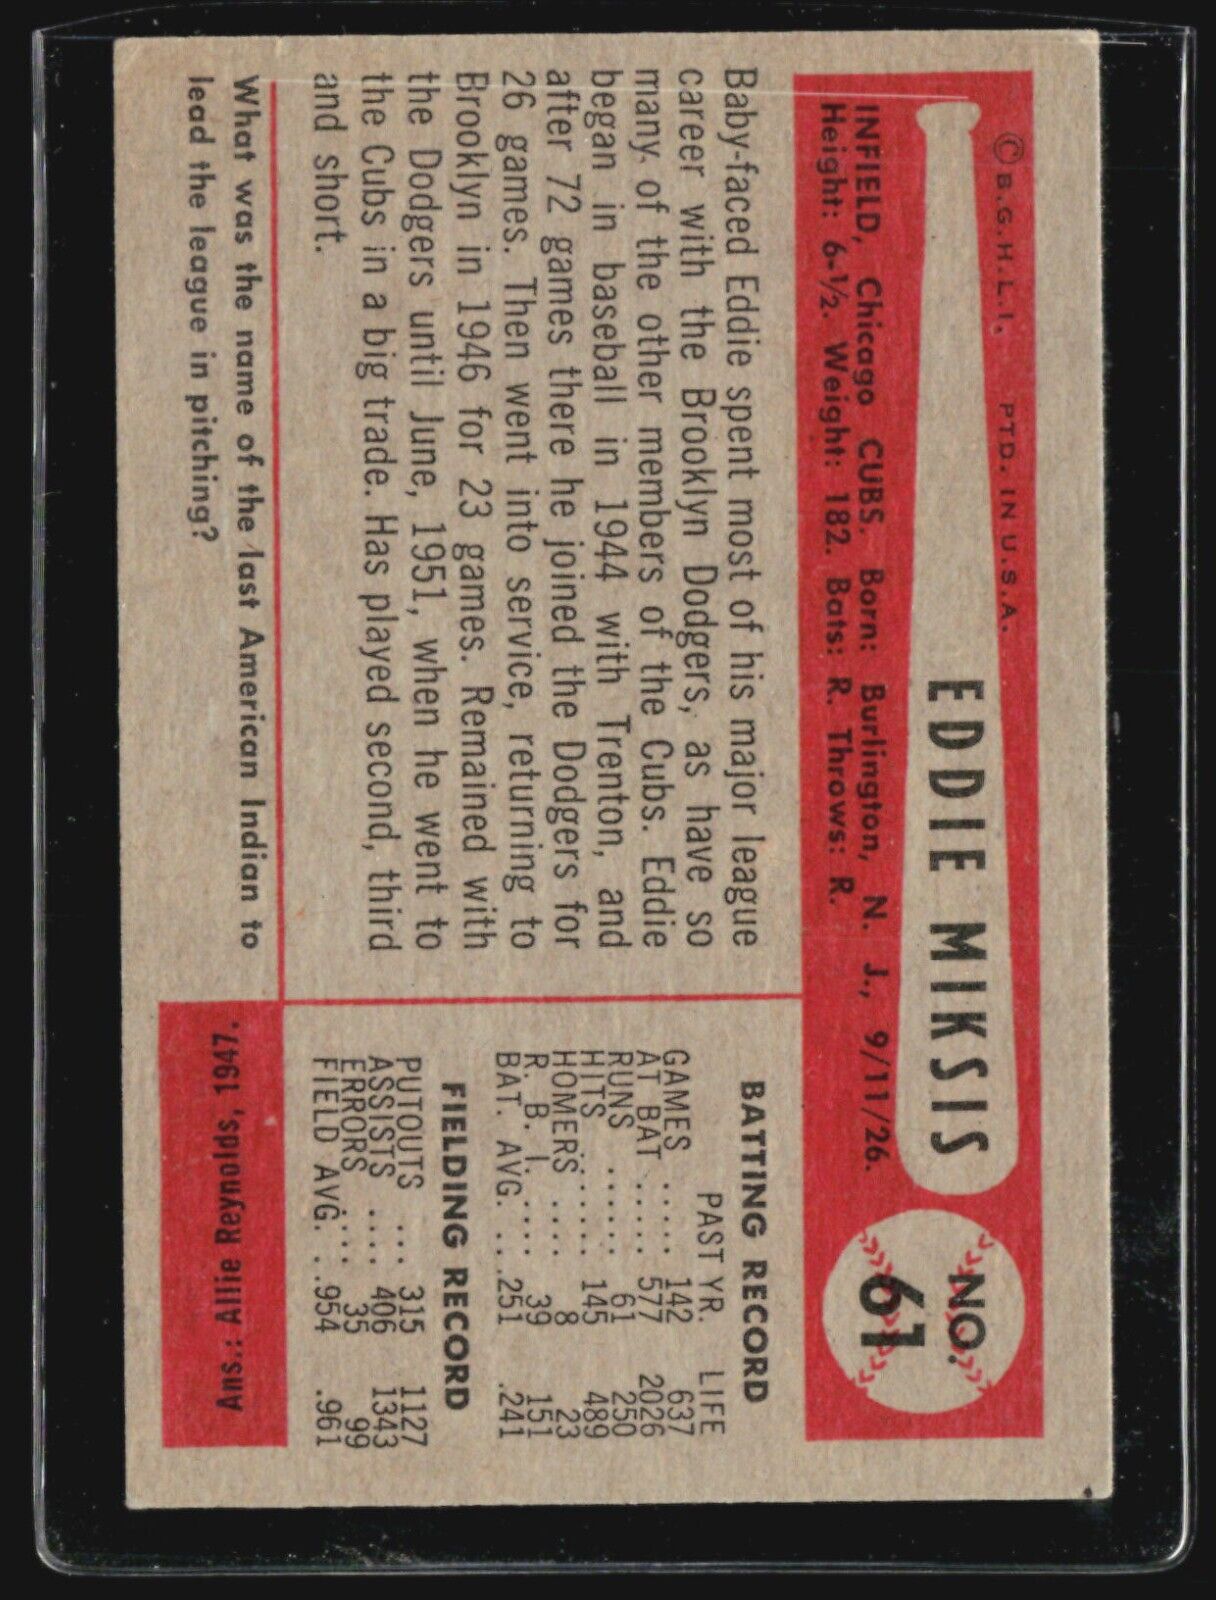 © B.G.H.L.I. PTD. IN U.S.A.
EDDIE MIKSIS
NO.
61
INFIELD, Chicago CUBS. Born: Burlington, N. J., 9/11/26.
Height: 6-½. Weight: 182. Bats: R. Throws: R.
Baby-faced Eddie spent most of his major league
career with the Brooklyn Dodgers, as have so
many of the other members of the Cubs. Eddie
began in baseball in 1944 with Trenton, and
after 72 games there he joined the Dodgers for
26 games. Then went into service, returning to
Brooklyn in 1946 for 23 games. Remained with
the Dodgers until June, 1951, when he went to
the Cubs in a big trade. Has played second, third
and short.
BATTING RECORD
PAST YR. LIFE
GAMES ..... 142 637
AT BAT ..... 577 2026
RUNS ...... 61 250
HITS ....... 145 489
HOMERS .... 8 23
R. B. I. .... 39 151
BAT. AVG. .. .251 .241
FIELDING RECORD
PUTOUTS ... 315 1127
ASSISTS .... 406 1343
ERRORS .... 35 99
FIELD AVG. . .954 .961
What was the name of the last American Indian to
lead the league in pitching?
Ans.: Allie Reynolds, 1947.